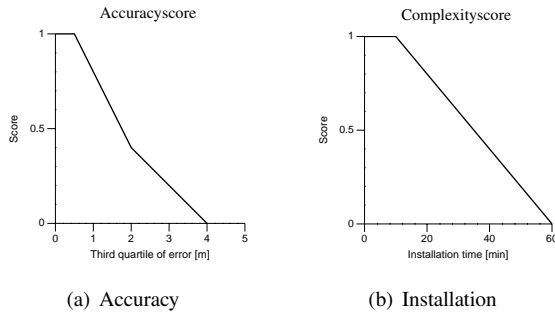 Accuracyscore
1
0.5
0
Score
0 1 2 3 4 5
Third quartile of error [m]
(a) Accuracy
Complexityscore
1
0.5
0
Score
0 20 40 60
Installation time [min]
(b) Installation